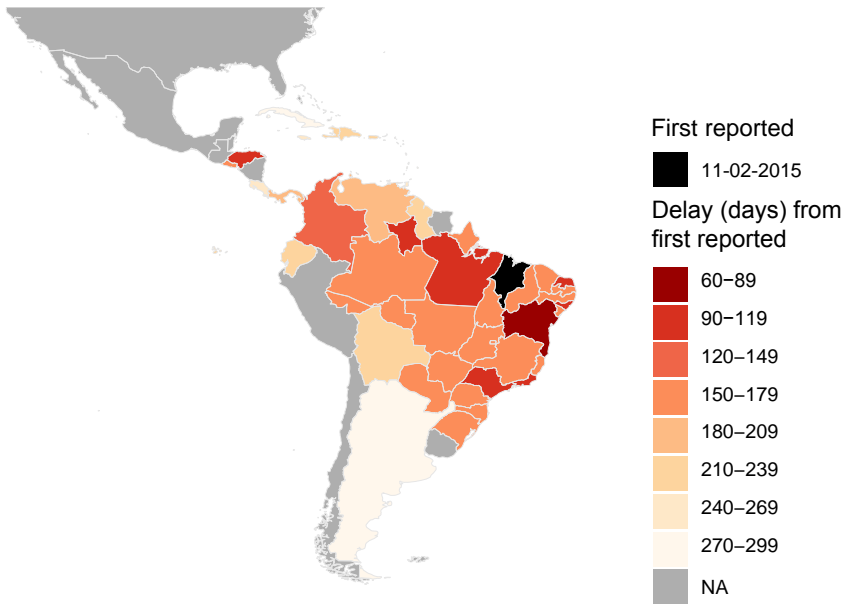 First reported
11-02-2015
Delay (days) from
first reported
60−89
90−119
120−149
150−179
180−209
210−239
240−269
270−299
NA